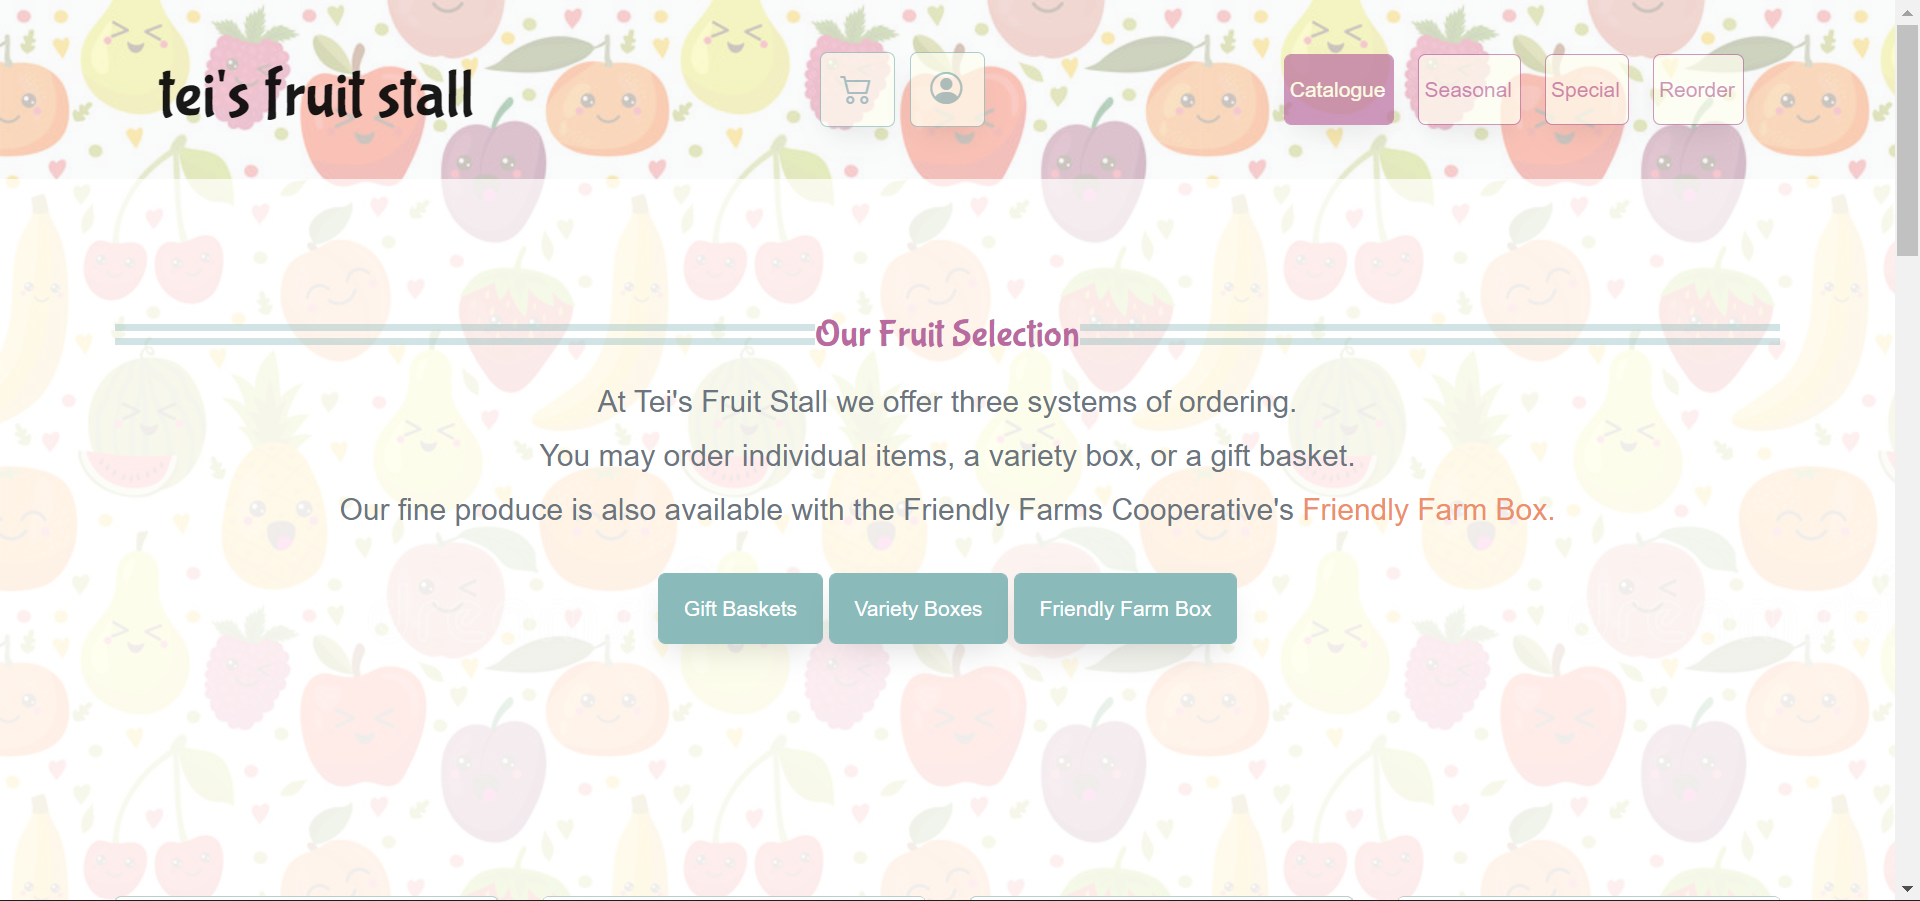 tei's fruit stall
Catalogue
Seasonal
Special
Reorder
Our Fruit Selection
At Tei's Fruit Stall we offer three systems of ordering.
You may order individual items, a variety box, or a gift basket.
Our fine produce is also available with the Friendly Farms Cooperative's Friendly Farm Box.
Gift Baskets
Variety Boxes
Friendly Farm Box